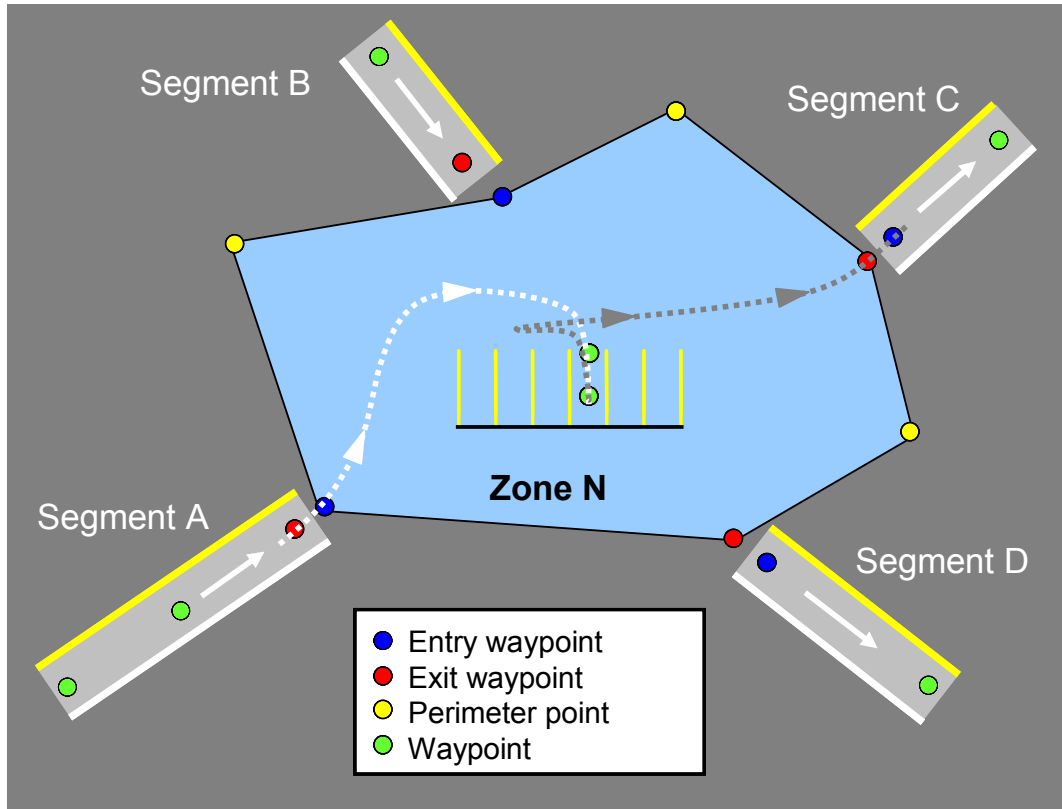 Segment B
Segment C
Zone N
Segment A
Segment D
Entry waypoint
Exit waypoint
Perimeter point
Waypoint